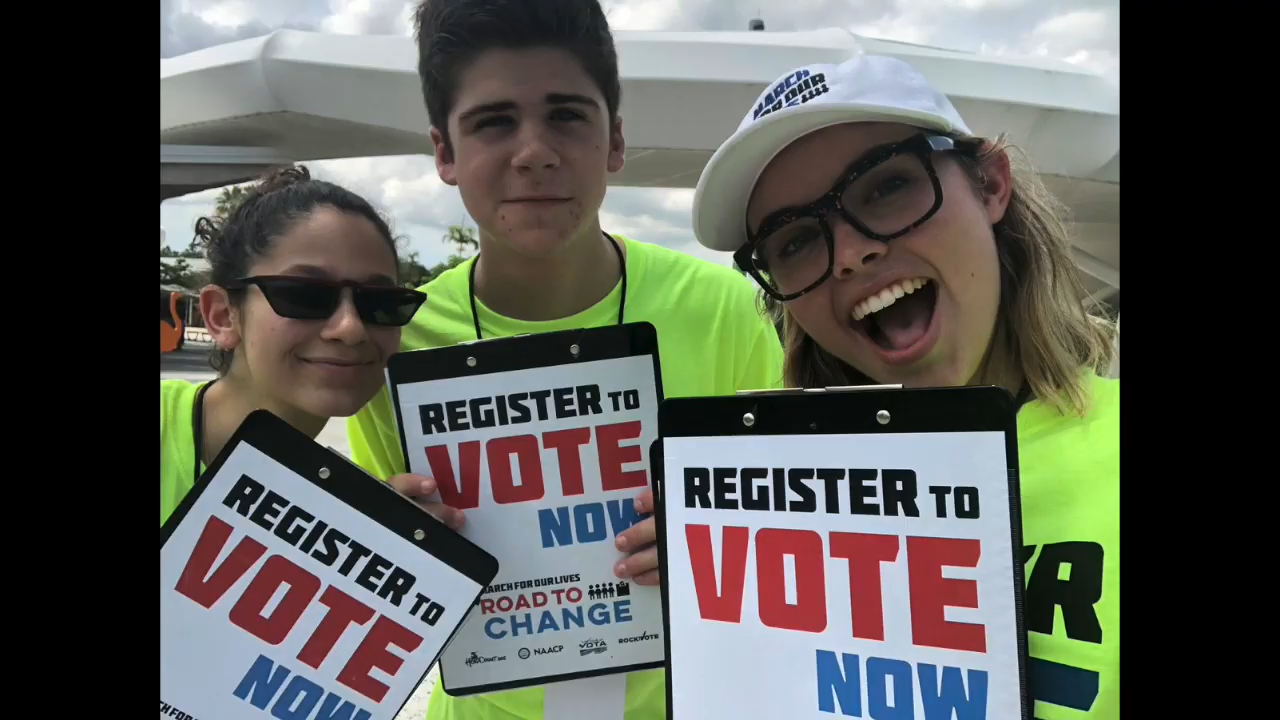 MARCH
FOR OUR
REGISTER TO
VOTE
NOW
REGISTER TO
VOTE
NOW
MARCH FOR OUR LIVES
ROAD TO
CHANGE
NAACP
VOTA
ROCK VOTE
REGISTER TO
VOTE
NOW